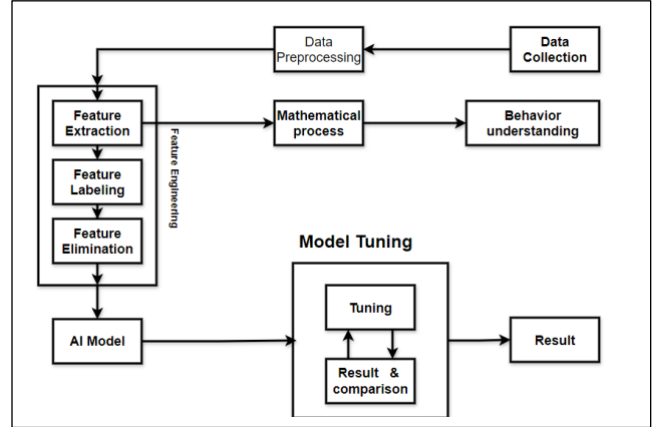 Data
Preprocessing
Data
Collection
Feature
Extraction
Mathematical
process
Behavior
understanding
Feature Engineering
Feature
Labeling
Feature
Elimination
Model Tuning
Tuning
AI Model
Result
Result &
comparison